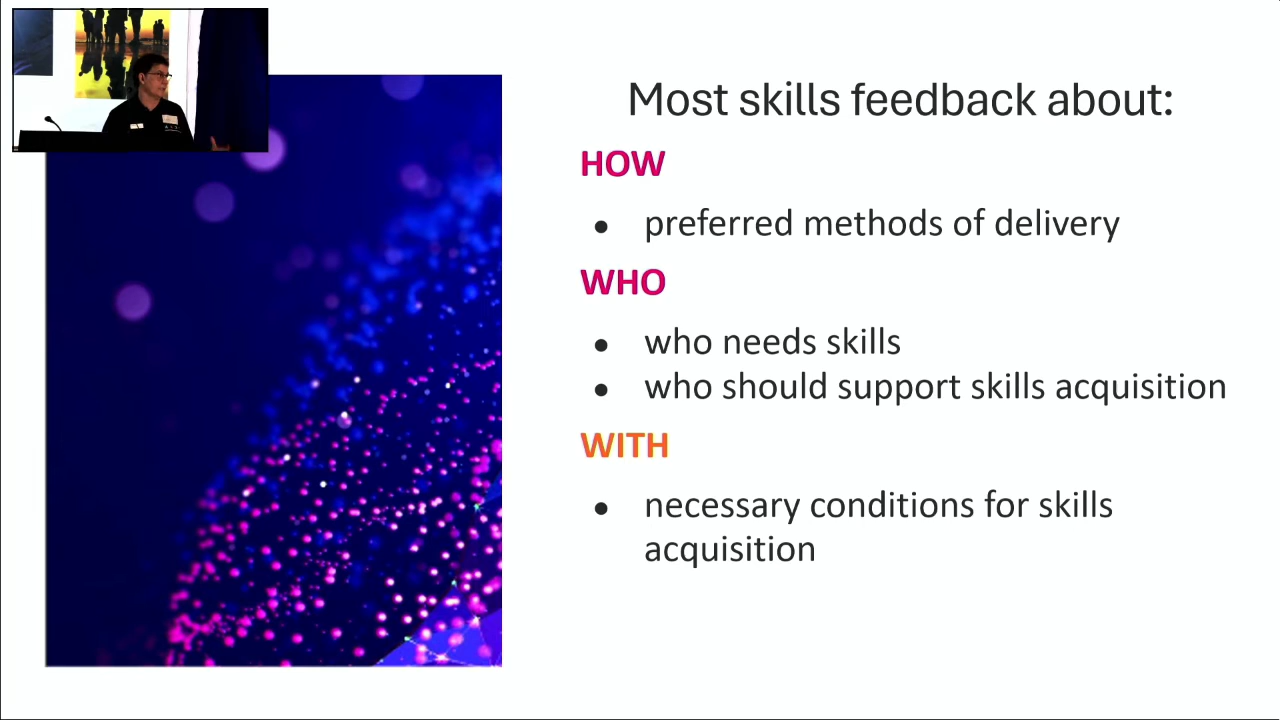 Most skills feedback about:
HOW
● preferred methods of delivery
WHO
● who needs skills
● who should support skills acquisition
WITH
● necessary conditions for skills
acquisition